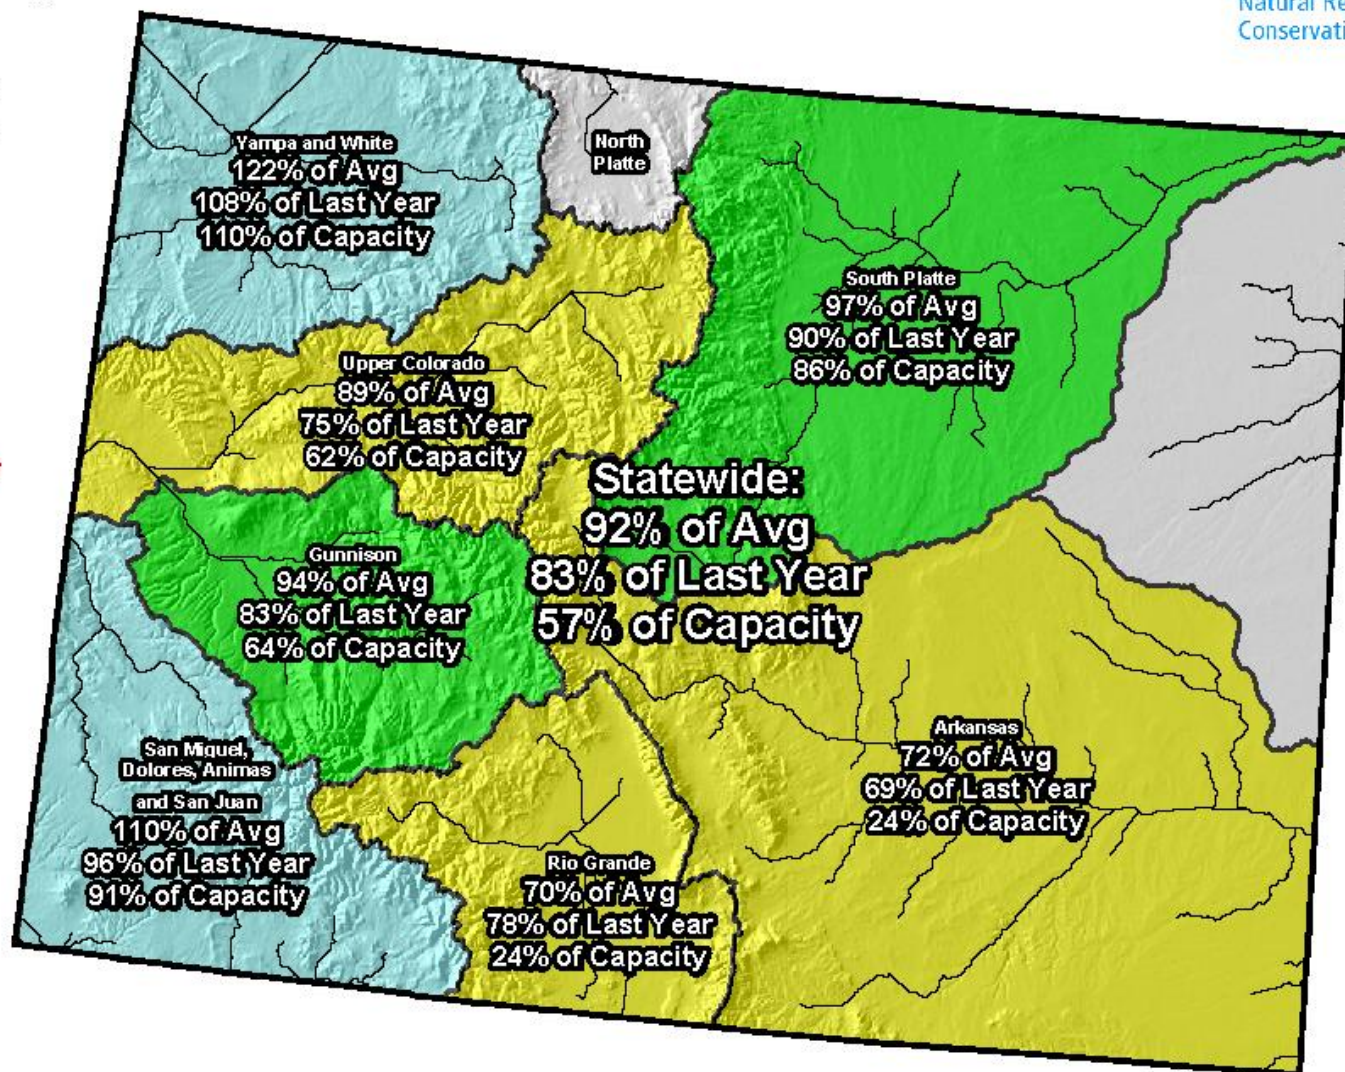 Natural Re
Conservati
Yampa and White
122% of Avg
108% of Last Year
110% of Capacity
North
Platte
South Platte
97% of Avg
90% of Last Year
86% of Capacity
Upper Colorado
89% of Avg
75% of Last Year
62% of Capacity
Statewide:
92% of Avg
83% of Last Year
57% of Capacity
Gunnison
94% of Avg
83% of Last Year
64% of Capacity
San Miguel,
Dolores, Animas
and San Juan
110% of Avg
96% of Last Year
91% of Capacity
Rio Grande
70% of Avg
78% of Last Year
24% of Capacity
Arkansas
72% of Avg
69% of Last Year
24% of Capacity